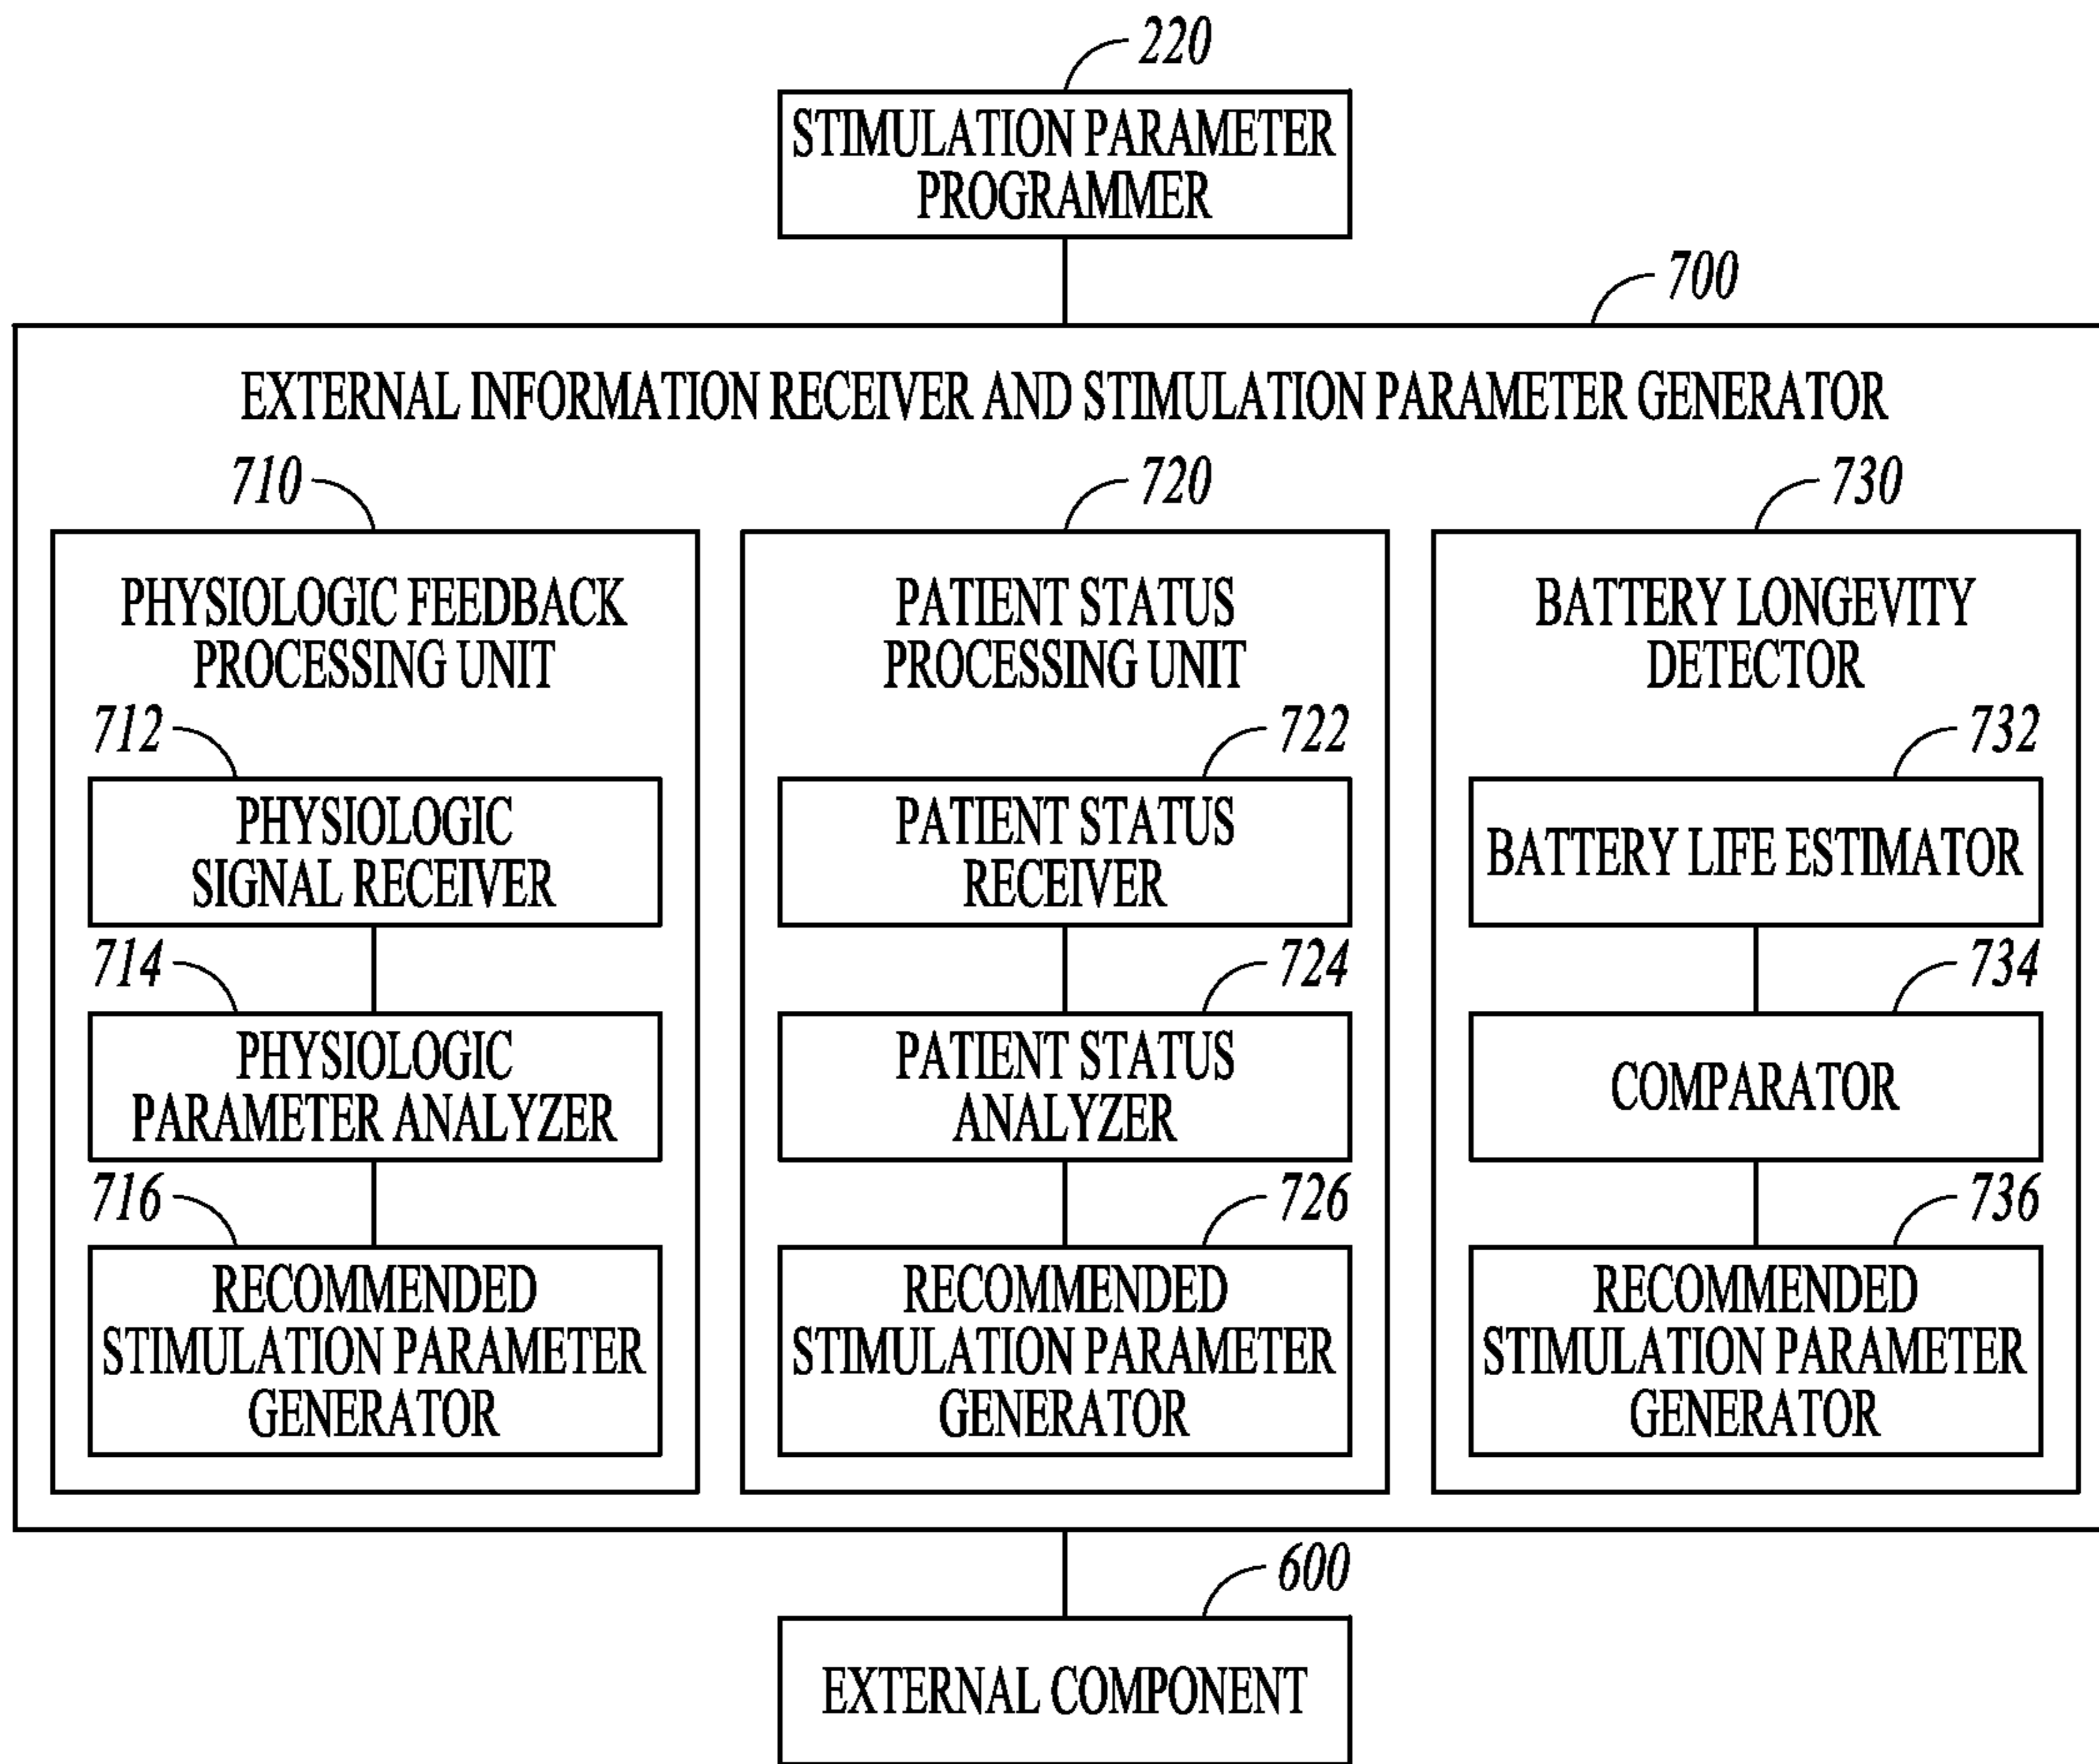 220
STIMULATION PARAMETER
PROGRAMMER
700
EXTERNAL INFORMATION RECEIVER AND STIMULATION PARAMETER GENERATOR
710
PHYSIOLOGIC FEEDBACK
PROCESSING UNIT
712
PHYSIOLOGIC
SIGNAL RECEIVER
714
PHYSIOLOGIC
PARAMETER ANALYZER
716
RECOMMENDED
STIMULATION PARAMETER
GENERATOR
720
PATIENT STATUS
PROCESSING UNIT
722
PATIENT STATUS
RECEIVER
724
PATIENT STATUS
ANALYZER
726
RECOMMENDED
STIMULATION PARAMETER
GENERATOR
730
BATTERY LONGEVITY
DETECTOR
732
BATTERY LIFE ESTIMATOR
734
COMPARATOR
736
RECOMMENDED
STIMULATION PARAMETER
GENERATOR
600
EXTERNAL COMPONENT